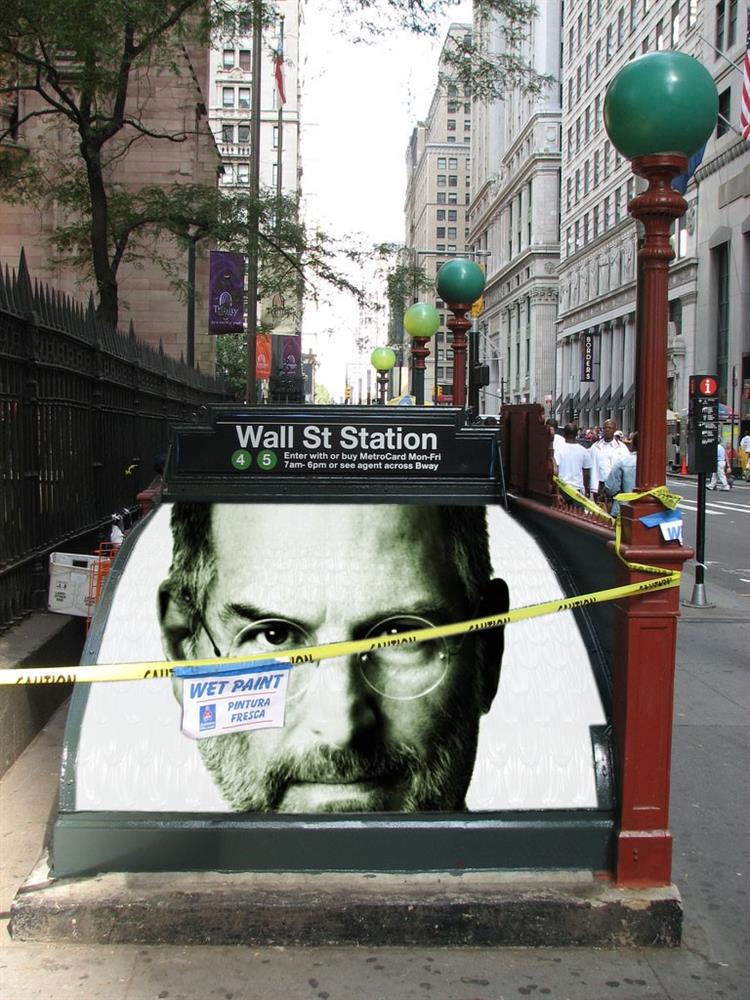 Trinity
BORDERS
Wall St Station
4 5 Enter with or buy MetroCard Mon-Fri
7am- 6pm or see agent across Bway
i
CAUTION
CAUTION
CAUTION
CAUTION
WET PAINT
PINTURA
FRESCA